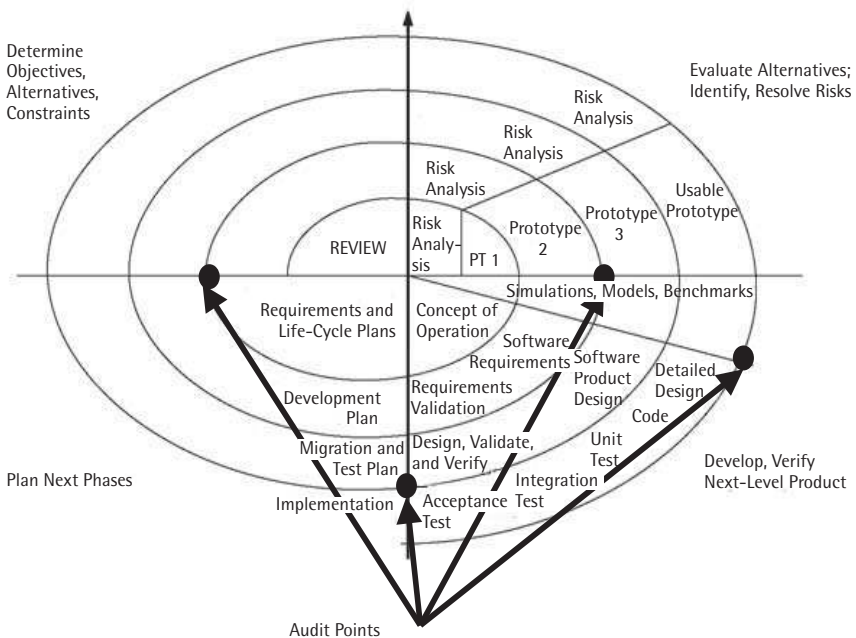 Determine
Objectives,
Alternatives,
Constraints
Evaluate Alternatives;
Identify, Resolve Risks
Risk
Analysis
Risk
Analysis
Risk
Analysis
Risk
Analy-
sis
REVIEW
PT 1
Prototype
2
Prototype
3
Usable
Prototype
Simulations, Models, Benchmarks
Requirements and
Life-Cycle Plans
Concept of
Operation
Software
Requirements
Software
Product
Design
Detailed
Design
Development
Plan
Requirements
Validation
Code
Unit
Test
Migration and
Test Plan
Design, Validate,
and Verify
Integration
Test
Implementation
Acceptance
Test
Plan Next Phases
Develop, Verify
Next-Level Product
Audit Points